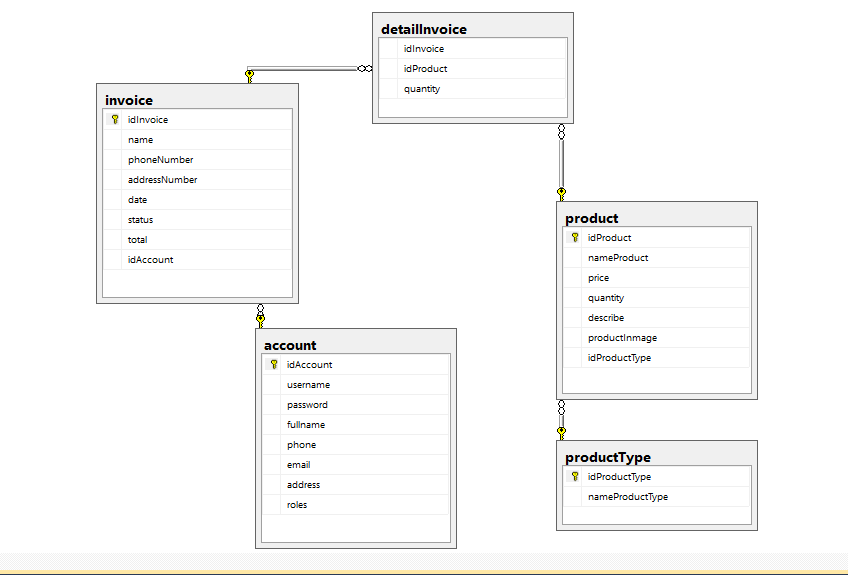 detailInvoice
idInvoice
idProduct
quantity
invoice
idInvoice
name
phoneNumber
addressNumber
date
status
total
idAccount
product
idProduct
nameProduct
price
quantity
describe
productInmage
idProductType
account
idAccount
username
password
fullname
phone
email
address
roles
productType
idProductType
nameProductType